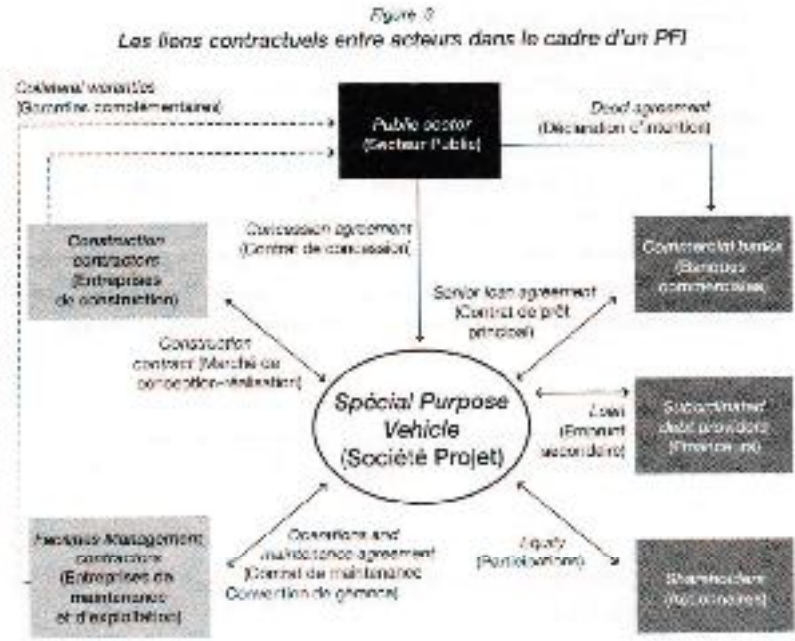 Figure 3
Les liens contractuels entre acteurs dans le cadre d'un PFI
Collateral warranties
(Garanties complémentaires)
Public sector
(Secteur Public)
Deed agreement
(Déclaration d'intention)
Concession agreement
(Contrat de concession)
Construction
contractors
(Entreprises
de construction)
Commercial banks
(Banques
commerciales)
Senior loan agreement
(Contrat de prêt
principal)
Construction
contract (Marché de
conception-réalisation)
Spécial Purpose
Vehicle
(Société Projet)
Loan
(Emprunt
secondaire)
Subordinated
debt providers
(Financeurs)
Facilities Management
contractors
(Entreprises de
maintenance
et d'exploitation)
Operations and
maintenance agreement
(Contrat de maintenance
Convention de gérance)
Equity
(Participations)
Shareholders
(Actionnaires)